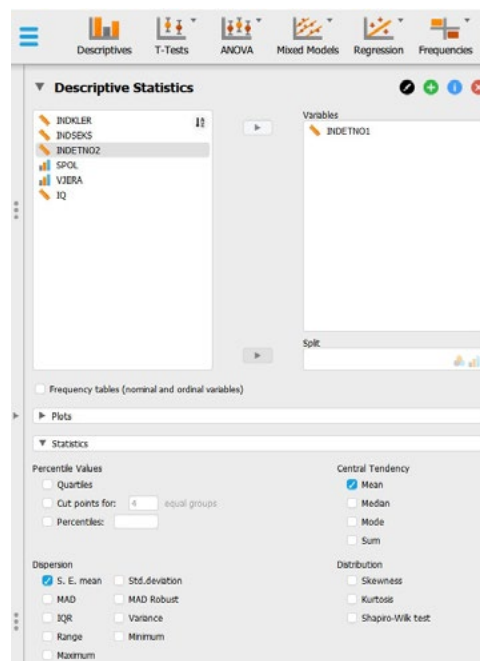 Descriptives T-Tests ANOVA Mixed Models Regression Frequencies
Descriptive Statistics
INDKLER
INDSEKS
INDETNO2
SPOL
VJERA
IQ
Variables
INDETNO1
Split
Frequency tables (nominal and ordinal variables)
Plots
Statistics
Percentile Values
Quartiles
Cut points for: 4 equal groups
Percentiles:
Central Tendency
Mean
Median
Mode
Sum
Dispersion
S. E. mean Std.deviation
MAD MAD Robust
IQR Variance
Range Minimum
Maximum
Distribution
Skewness
Kurtosis
Shapiro-Wilk test